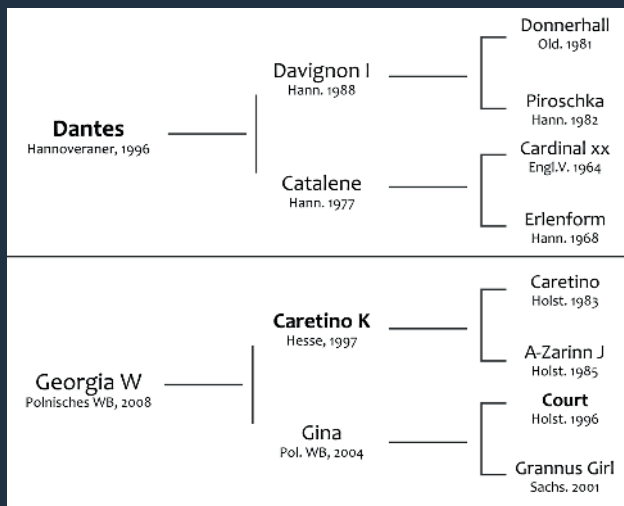 Dantes
Hannoveraner, 1996
Davignon I
Hann. 1988
Catalene
Hann. 1977
Donnerhall
Old. 1981
Piroschka
Hann. 1982
Cardinal xx
Engl.V. 1964
Erlenform
Hann. 1968
Georgia W
Polnisches WB, 2008
Caretino K
Hesse, 1997
Gina
Pol. WB, 2004
Caretino
Holst. 1983
A-Zarinn J
Holst. 1985
Court
Holst. 1996
Grannus Girl
Sachs. 2001